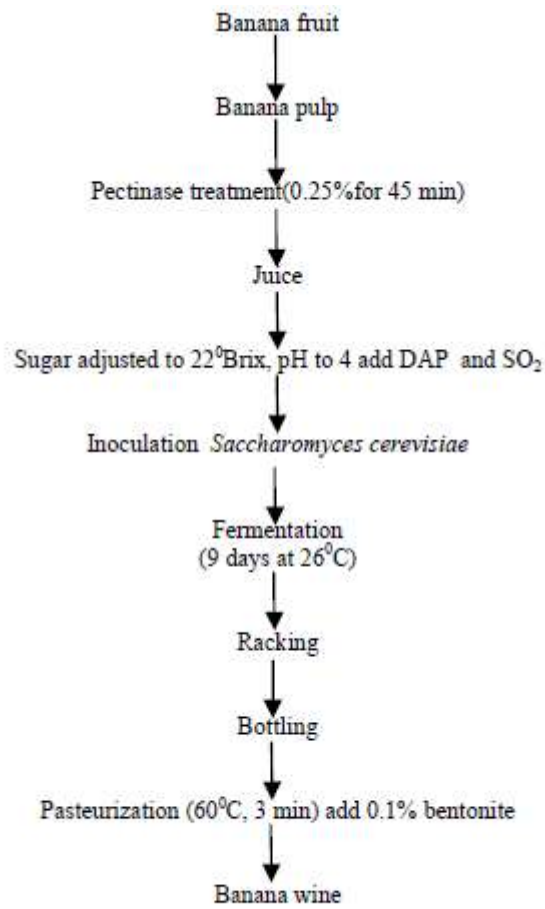 Banana fruit
Banana pulp
Pectinase treatment(0.25%for 45 min)
Juice
Sugar adjusted to 22⁰Brix, pH to 4 add DAP and SO₂
Inoculation Saccharomyces cerevisiae
Fermentation
(9 days at 26⁰C)
Racking
Bottling
Pasteurization (60⁰C, 3 min) add 0.1% bentonite
Banana wine